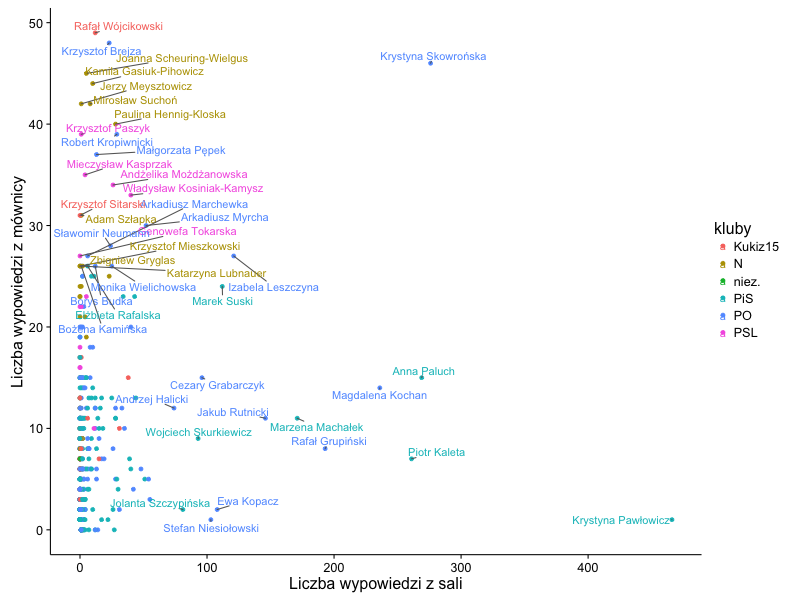 50
40
30
20
10
0
0
100
200
300
400
Liczba wypowiedzi z mównicy
Liczba wypowiedzi z sali
Rafał Wójcikowski
Krzysztof Brejza
Krystyna Skowrońska
Joanna Scheuring-Wielgus
Kamila Gasiuk-Pihowicz
Jerzy Meysztowicz
Mirosław Suchoń
Paulina Hennig-Kloska
Krzysztof Paszyk
Robert Kropiwnicki
Małgorzata Pępek
Mieczysław Kasprzak
Andżelika Możdżanowska
Władysław Kosiniak-Kamysz
Krzysztof Sitarski
Arkadiusz Marchewka
Adam Szłapka
Arkadiusz Myrcha
Sławomir Neumann
Genowefa Tokarska
Krzysztof Mieszkowski
Zbigniew Gryglas
Katarzyna Lubnauer
Monika Wielichowska
Izabela Leszczyna
Borys Budka
Marek Suski
Elżbieta Rafalska
Bożena Kamińska
Anna Paluch
Cezary Grabarczyk
Magdalena Kochan
Andrzej Halicki
Jakub Rutnicki
Marzena Machałek
Wojciech Skurkiewicz
Rafał Grupiński
Piotr Kaleta
Jolanta Szczypińska
Ewa Kopacz
Stefan Niesiołowski
Krystyna Pawłowicz
kluby
a Kukiz15
a N
a niez.
a PiS
a PO
a PSL